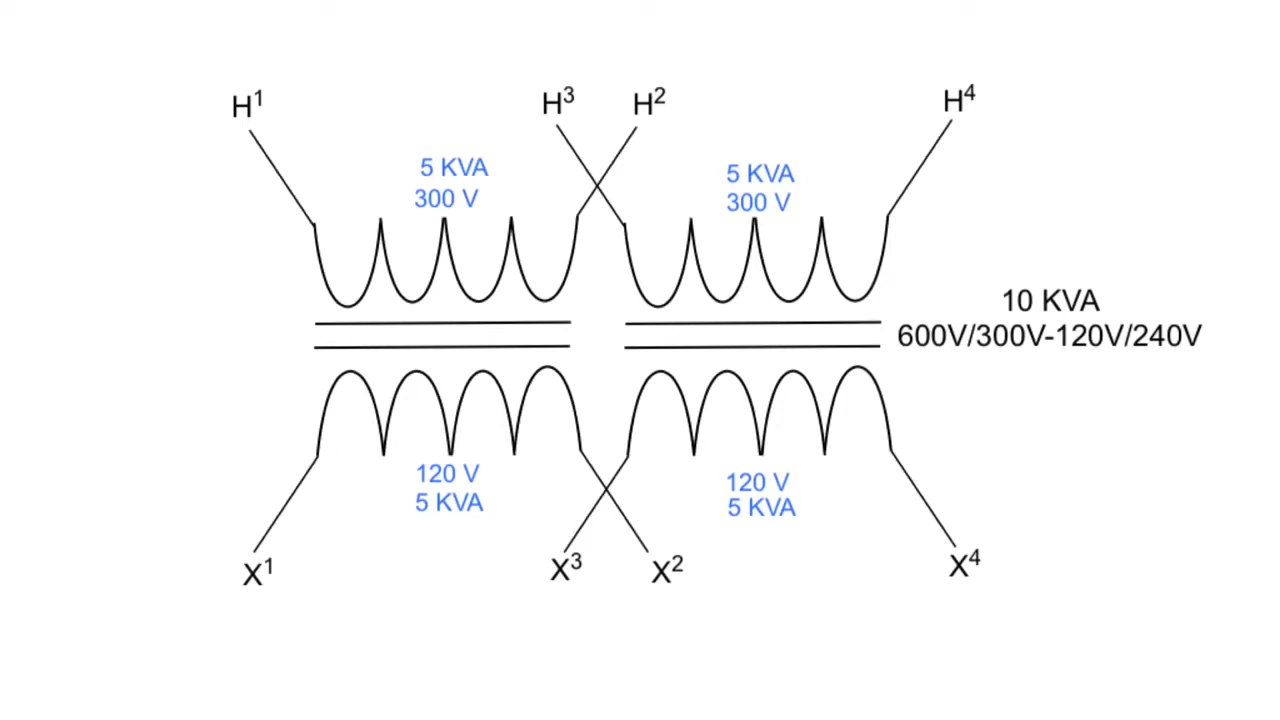 H¹
H³
H²
H⁴
5 KVA
300 V
5 KVA
300 V
10 KVA
600V/300V-120V/240V
120 V
5 KVA
120 V
5 KVA
X¹
X³
X²
X⁴